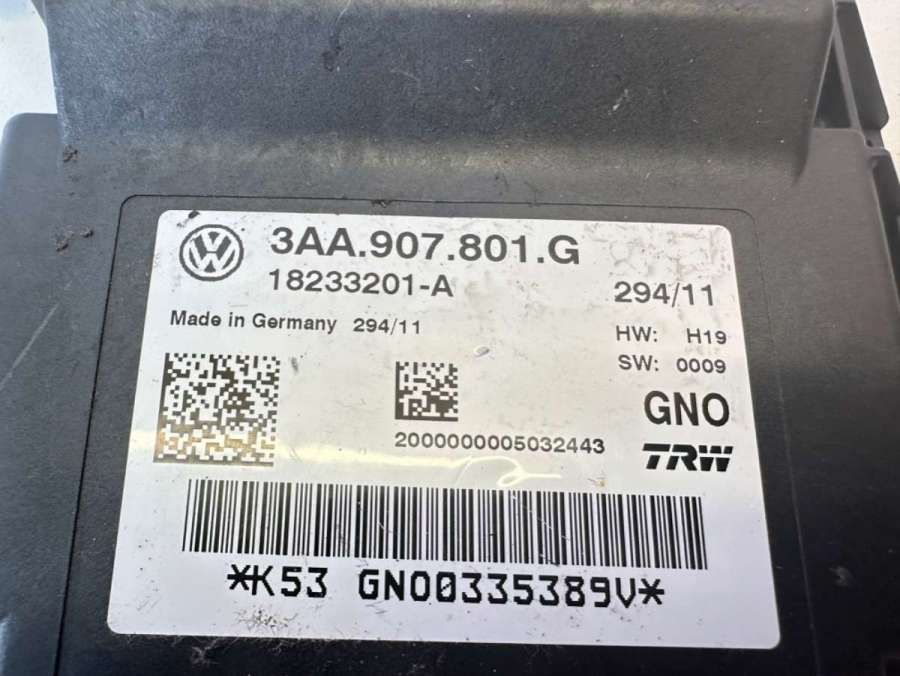 3AA.907.801.G
18233201-A
294/11
Made in Germany 294/11
HW: H19
SW: 0009
GNO
2000000005032443
TRW
*K53 GNO0335389V*